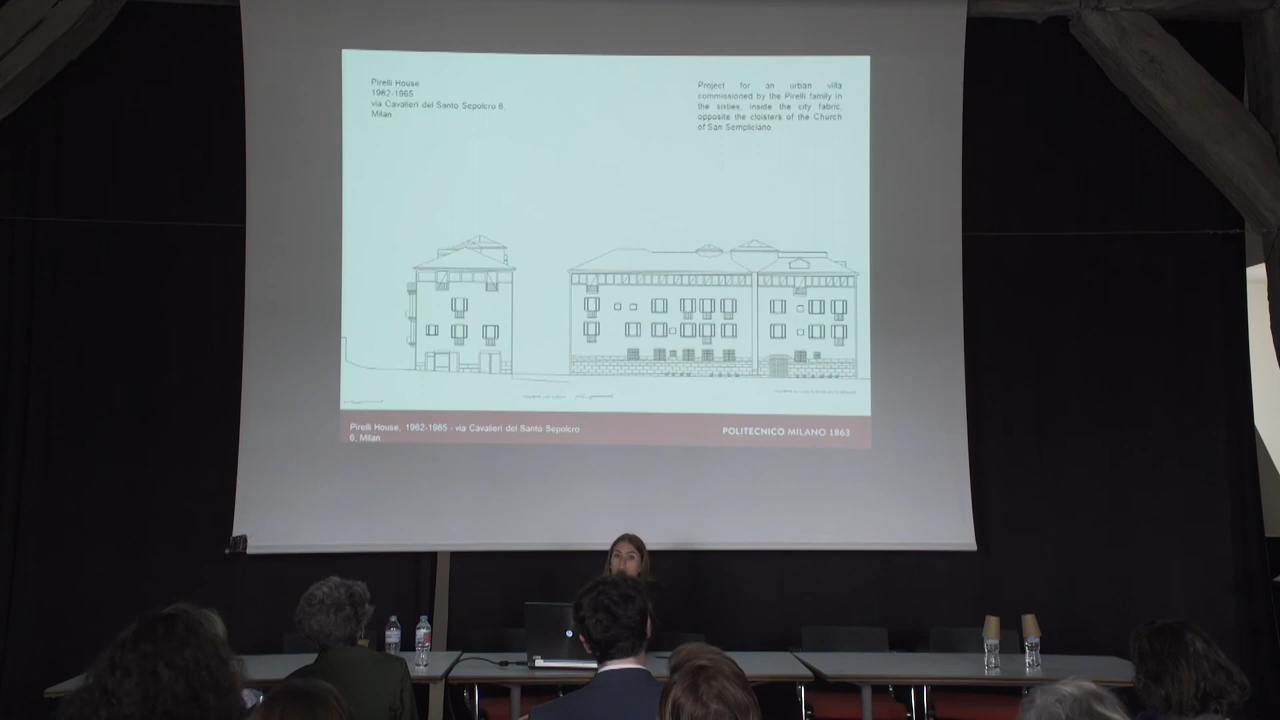 Pirelli House
1962-1965
via Cavalieri del Santo Sepolcro 6,
Milan
Project for an urban villa
commissioned by the Pirelli family in
the sixties, inside the city fabric,
opposite the cloisters of the Church
of San Sempliciano.
Pirelli House, 1962-1965 - via Cavalieri del Santo Sepolcro
6, Milan
POLITECNICO MILANO 1863